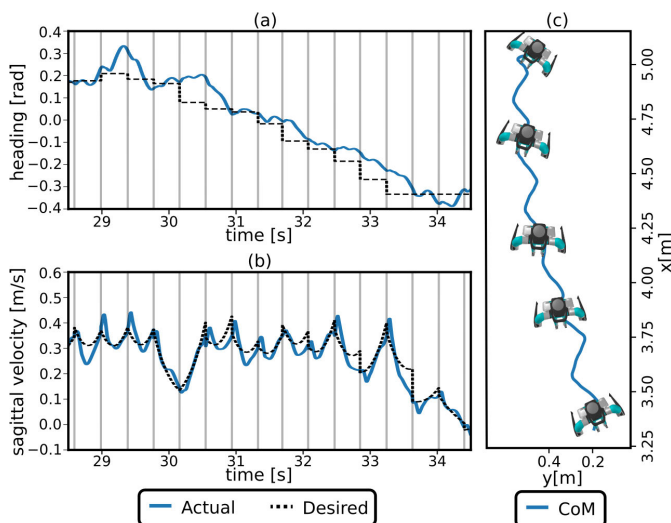 (a)
0.4
0.3
0.2
0.1
0.0
−0.1
−0.2
−0.3
−0.4
heading [rad]
29 30 31 32 33 34
time [s]
(b)
0.6
0.5
0.4
0.3
0.2
0.1
0.0
−0.1
sagittal velocity [m/s]
29 30 31 32 33 34
time [s]
Actual Desired
(c)
5.00
4.75
4.50
4.25
4.00
3.75
3.50
3.25
x[m]
0.4 0.2
y[m]
CoM